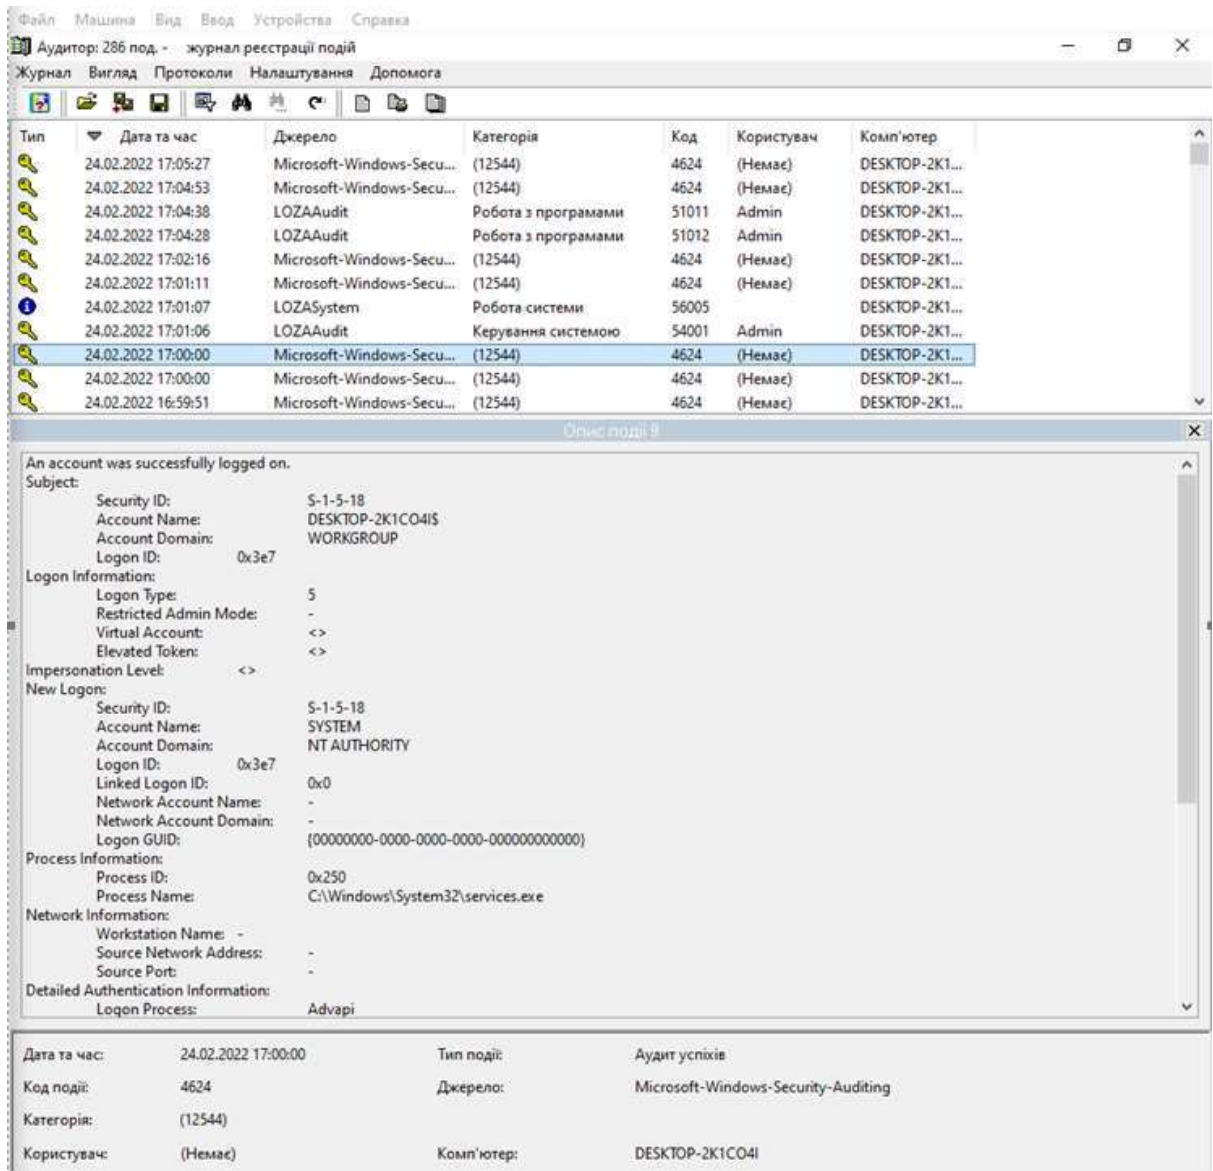 Файл Машина Вид Ввод Устройства Справка
Аудитор: 286 под. - журнал реєстрації подій
Журнал Вигляд Протоколи Налаштування Допомога
Тип Дата та час Джерело Категорія Код Користувач Комп'ютер
24.02.2022 17:05:27 Microsoft-Windows-Secu... (12544) 4624 (Немає) DESKTOP-2K1...
24.02.2022 17:04:53 Microsoft-Windows-Secu... (12544) 4624 (Немає) DESKTOP-2K1...
24.02.2022 17:04:38 LOZAAudit Робота з програмами 51011 Admin DESKTOP-2K1...
24.02.2022 17:04:28 LOZAAudit Робота з програмами 51012 Admin DESKTOP-2K1...
24.02.2022 17:02:16 Microsoft-Windows-Secu... (12544) 4624 (Немає) DESKTOP-2K1...
24.02.2022 17:01:11 Microsoft-Windows-Secu... (12544) 4624 (Немає) DESKTOP-2K1...
24.02.2022 17:01:07 LOZASystem Робота системи 56005 DESKTOP-2K1...
24.02.2022 17:01:06 LOZAAudit Керування системою 54001 Admin DESKTOP-2K1...
24.02.2022 17:00:00 Microsoft-Windows-Secu... (12544) 4624 (Немає) DESKTOP-2K1...
24.02.2022 17:00:00 Microsoft-Windows-Secu... (12544) 4624 (Немає) DESKTOP-2K1...
24.02.2022 16:59:51 Microsoft-Windows-Secu... (12544) 4624 (Немає) DESKTOP-2K1...
Опис події 9
An account was successfully logged on.
Subject:
Security ID: S-1-5-18
Account Name: DESKTOP-2K1CO4I$
Account Domain: WORKGROUP
Logon ID: 0x3e7
Logon Information:
Logon Type: 5
Restricted Admin Mode: -
Virtual Account: <>
Elevated Token: <>
Impersonation Level: <>
New Logon:
Security ID: S-1-5-18
Account Name: SYSTEM
Account Domain: NT AUTHORITY
Logon ID: 0x3e7
Linked Logon ID: 0x0
Network Account Name: -
Network Account Domain: -
Logon GUID: {00000000-0000-0000-0000-000000000000}
Process Information:
Process ID: 0x250
Process Name: C:\Windows\System32\services.exe
Network Information:
Workstation Name: -
Source Network Address: -
Source Port: -
Detailed Authentication Information:
Logon Process: Advapi
Дата та час: 24.02.2022 17:00:00 Тип події: Аудит успіхів
Код події: 4624 Джерело: Microsoft-Windows-Security-Auditing
Категорія: (12544)
Користувач: (Немає) Комп'ютер: DESKTOP-2K1CO4I